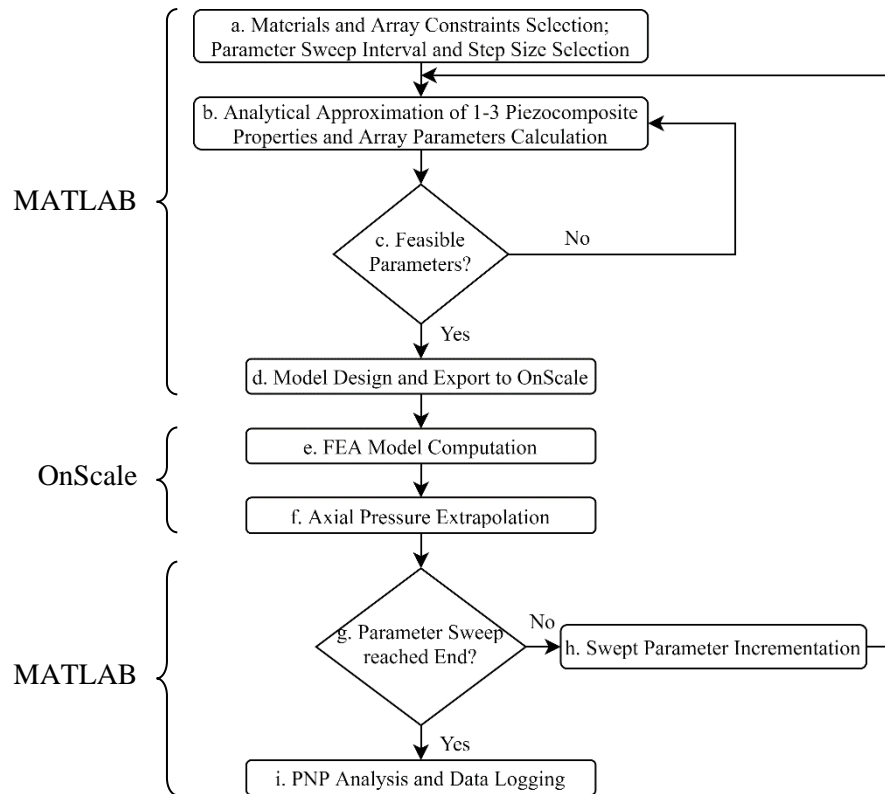 a. Materials and Array Constraints Selection;
Parameter Sweep Interval and Step Size Selection
b. Analytical Approximation of 1-3 Piezocomposite
Properties and Array Parameters Calculation
MATLAB
c. Feasible
Parameters?
No
Yes
d. Model Design and Export to OnScale
e. FEA Model Computation
OnScale
f. Axial Pressure Extrapolation
g. Parameter Sweep
reached End?
No
h. Swept Parameter Incrementation
MATLAB
Yes
i. PNP Analysis and Data Logging